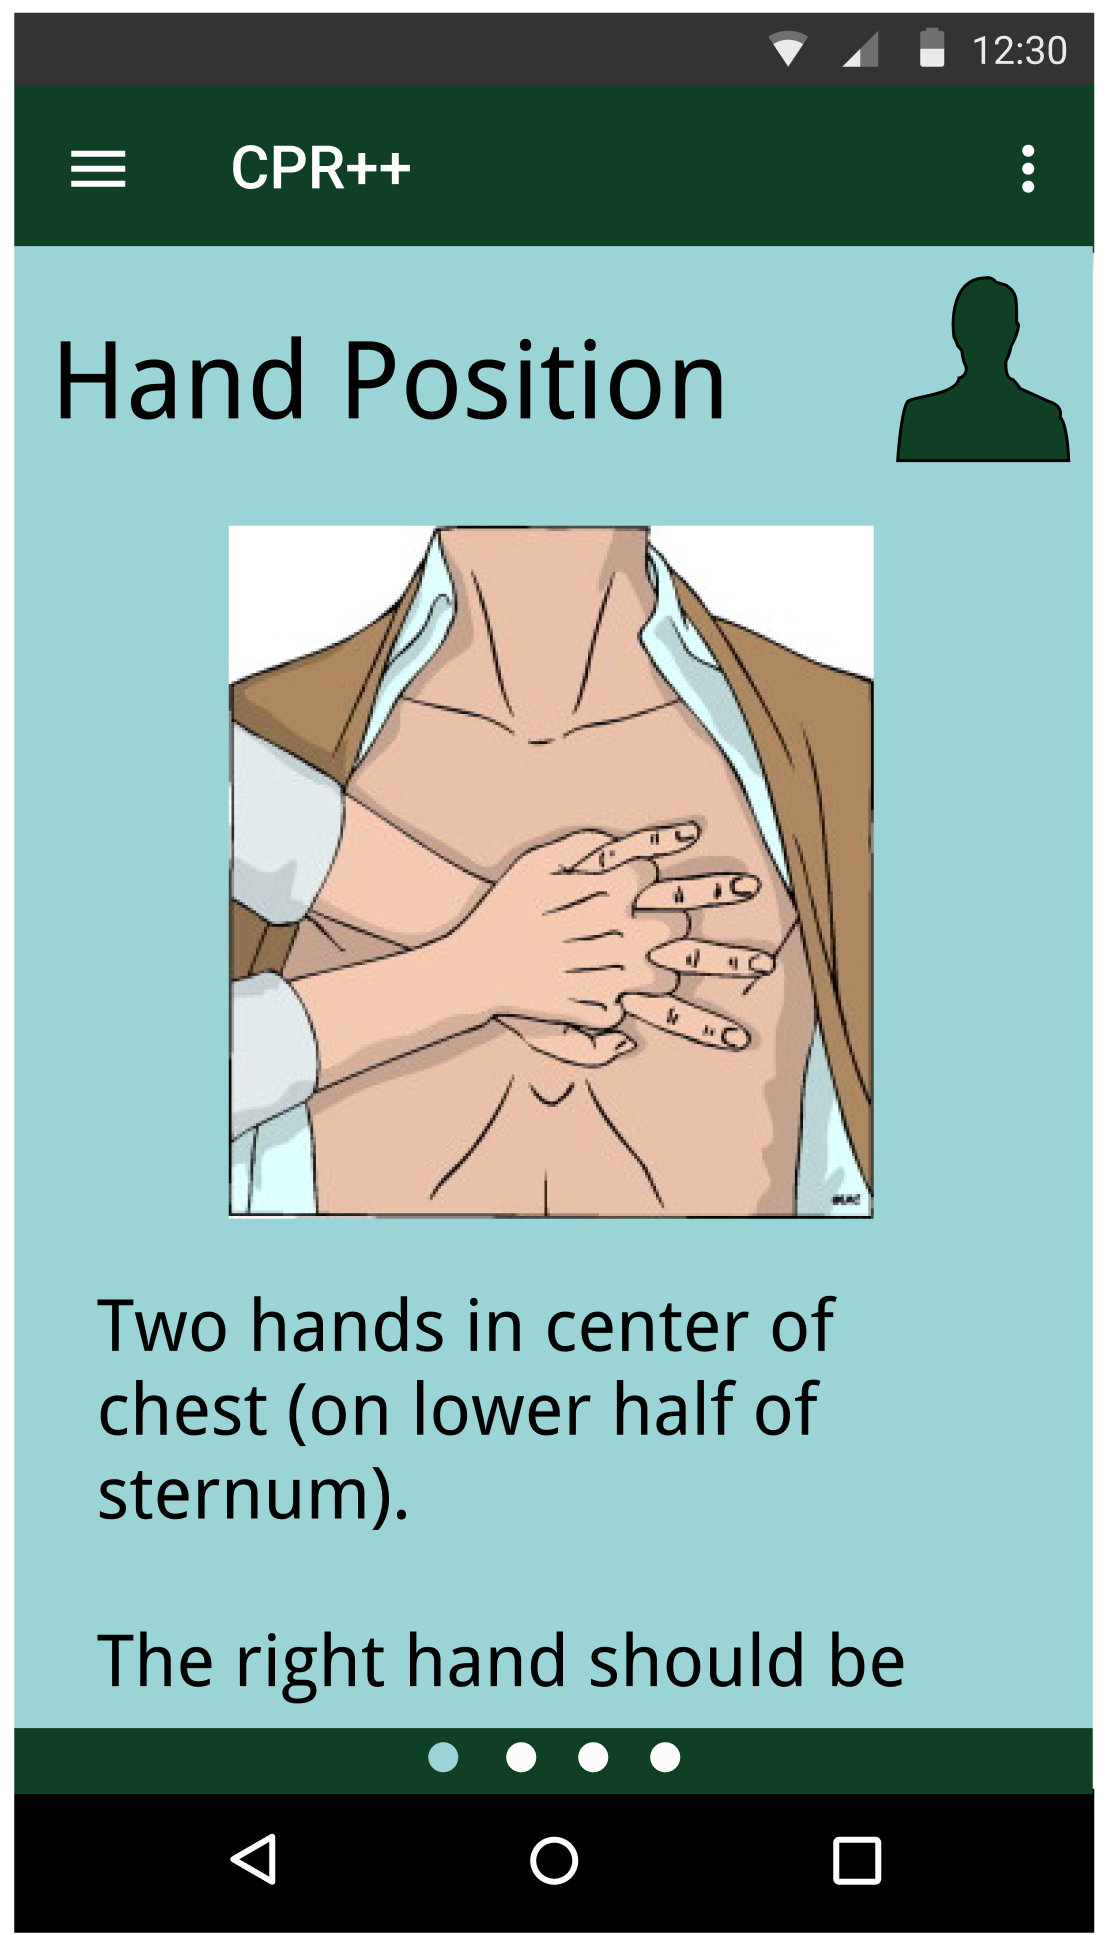 12:30
CPR++
Hand Position
Two hands in center of
chest (on lower half of
sternum).
The right hand should be